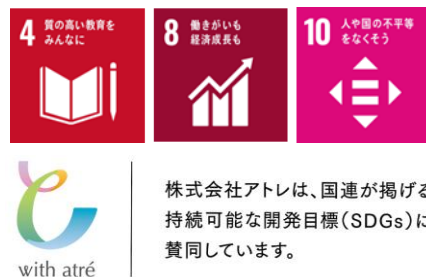 4 質の高い教育を
みんなに
8 働きがいも
経済成長も
10 人や国の不平等
をなくそう
with atré
株式会社アトレは、国連が掲げる
持続可能な開発目標(SDGs)に
賛同しています。